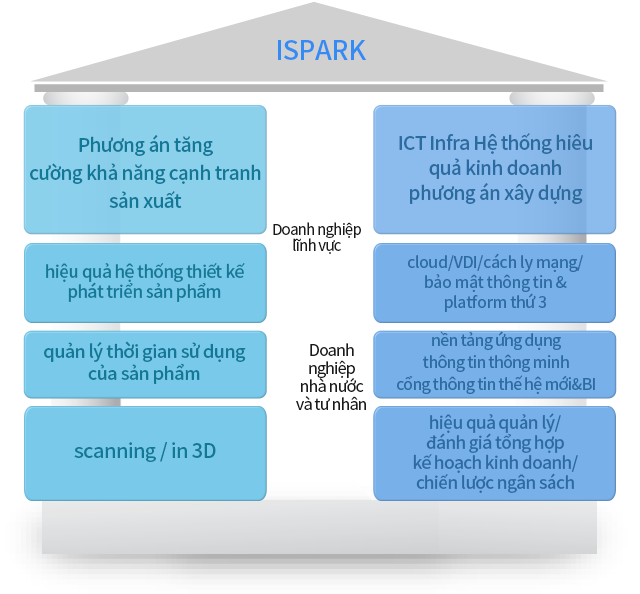 ISPARK
Phương án tăng
cường khả năng cạnh tranh
sản xuất
hiệu quả hệ thống thiết kế
phát triển sản phẩm
quản lý thời gian sử dụng
của sản phẩm
scanning / in 3D
Doanh nghiệp
lĩnh vực
Doanh
nghiệp
nhà nước
và tư nhân
ICT Infra Hệ thống hiêu
quả kinh doanh
phương án xây dựng
cloud/VDI/cách ly mạng/
bảo mật thông tin &
platform thứ 3
nền tảng ứng dụng
thông tin thông minh
cổng thông tin thế hệ mới&BI
hiệu quả quản lý/
đánh giá tổng hợp
kế hoạch kinh doanh/
chiến lược ngân sách